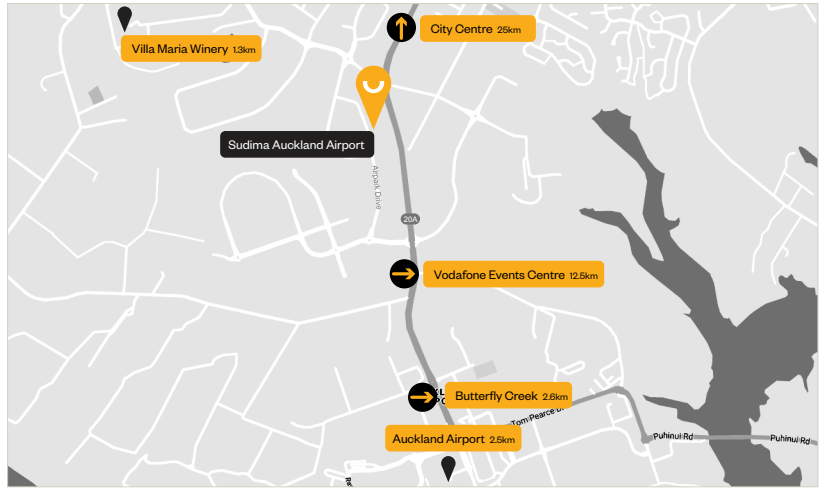 City Centre 25km
Villa Maria Winery 1.3km
Sudima Auckland Airport
Airpark Drive
20A
Vodafone Events Centre 12.5km
Butterfly Creek 2.6km
Tom Pearce
Auckland Airport 2.5km
Puhinui Rd
Puhinui Rd